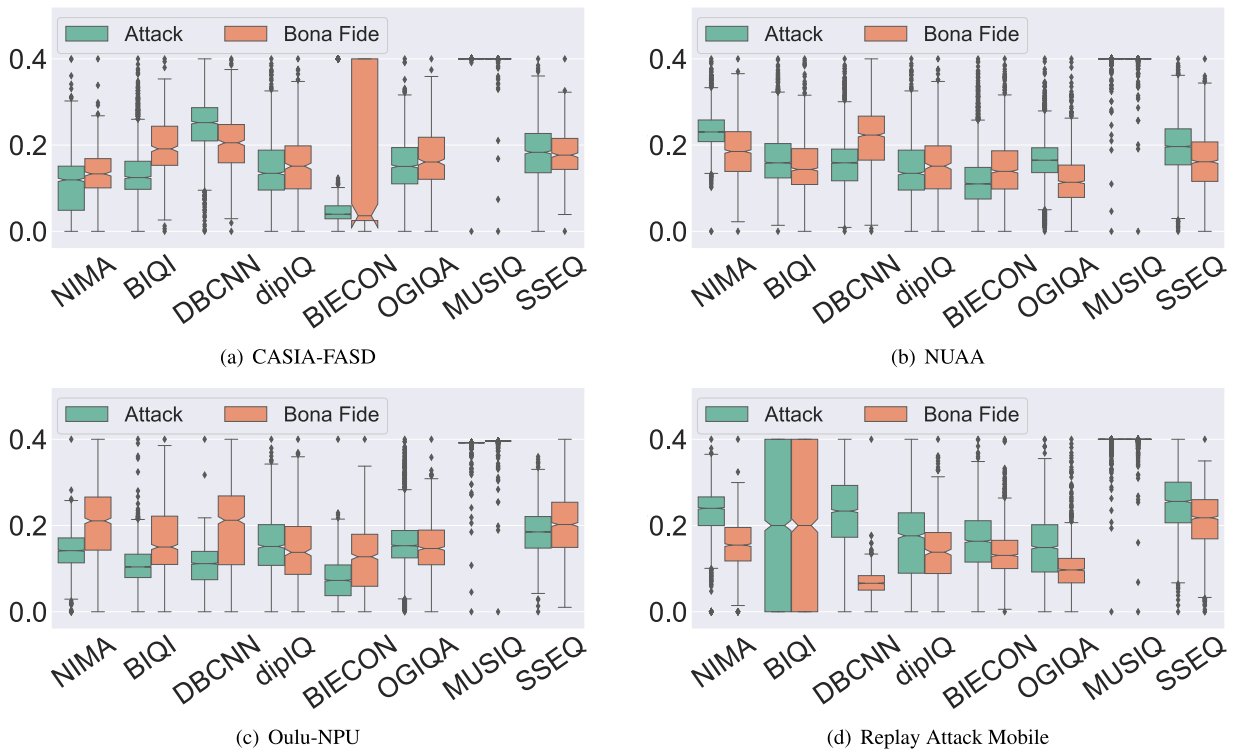 Attack Bona Fide
0.4
0.2
0.0
NIMA BIQI DBCNN dipIQ BIECON OGIQA MUSIQ SSEQ
(a) CASIA-FASD
Attack Bona Fide
0.4
0.2
0.0
NIMA BIQI DBCNN dipIQ BIECON OGIQA MUSIQ SSEQ
(b) NUAA
Attack Bona Fide
0.4
0.2
0.0
NIMA BIQI DBCNN dipIQ BIECON OGIQA MUSIQ SSEQ
(c) Oulu-NPU
Attack Bona Fide
0.4
0.2
0.0
NIMA BIQI DBCNN dipIQ BIECON OGIQA MUSIQ SSEQ
(d) Replay Attack Mobile